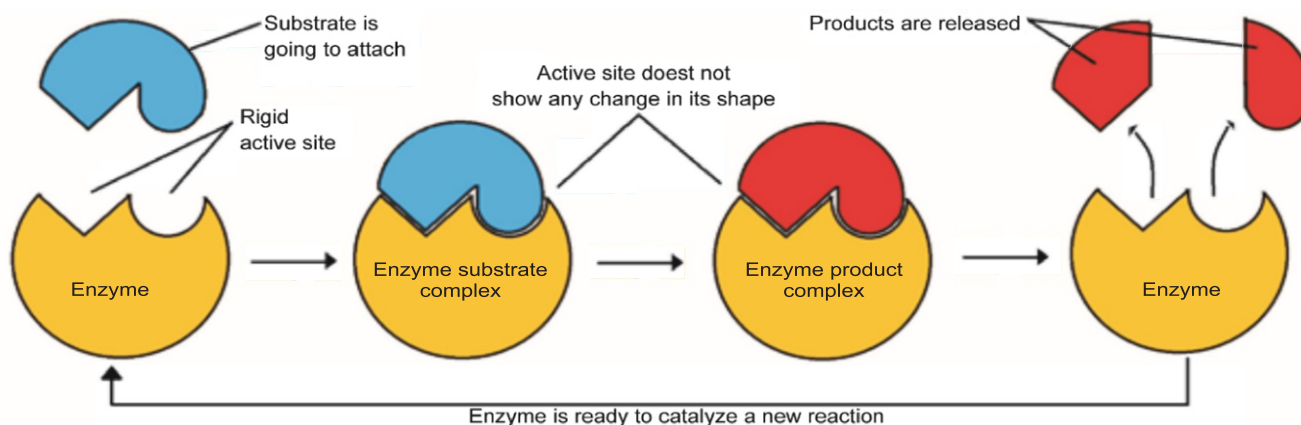 Substrate is
going to attach
Products are released
Active site doest not
show any change in its shape
Rigid
active site
Enzyme
Enzyme substrate
complex
Enzyme product
complex
Enzyme
Enzyme is ready to catalyze a new reaction